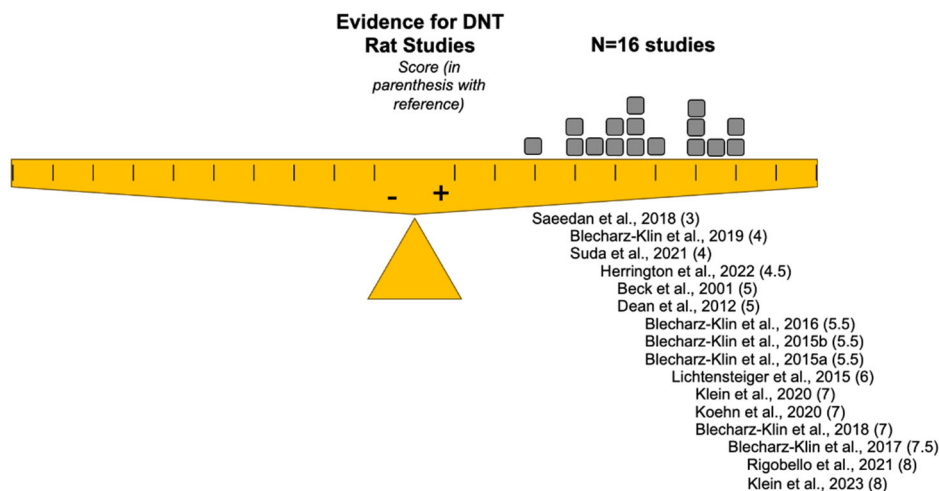 Evidence for DNT
Rat Studies
Score (in
parenthesis with
reference)
N=16 studies
- +
Saeedan et al., 2018 (3)
Blecharz-Klin et al., 2019 (4)
Suda et al., 2021 (4)
Herrington et al., 2022 (4.5)
Beck et al., 2001 (5)
Dean et al., 2012 (5)
Blecharz-Klin et al., 2016 (5.5)
Blecharz-Klin et al., 2015b (5.5)
Blecharz-Klin et al., 2015a (5.5)
Lichtensteiger et al., 2015 (6)
Klein et al., 2020 (7)
Koehn et al., 2020 (7)
Blecharz-Klin et al., 2018 (7)
Blecharz-Klin et al., 2017 (7.5)
Rigobello et al., 2021 (8)
Klein et al., 2023 (8)